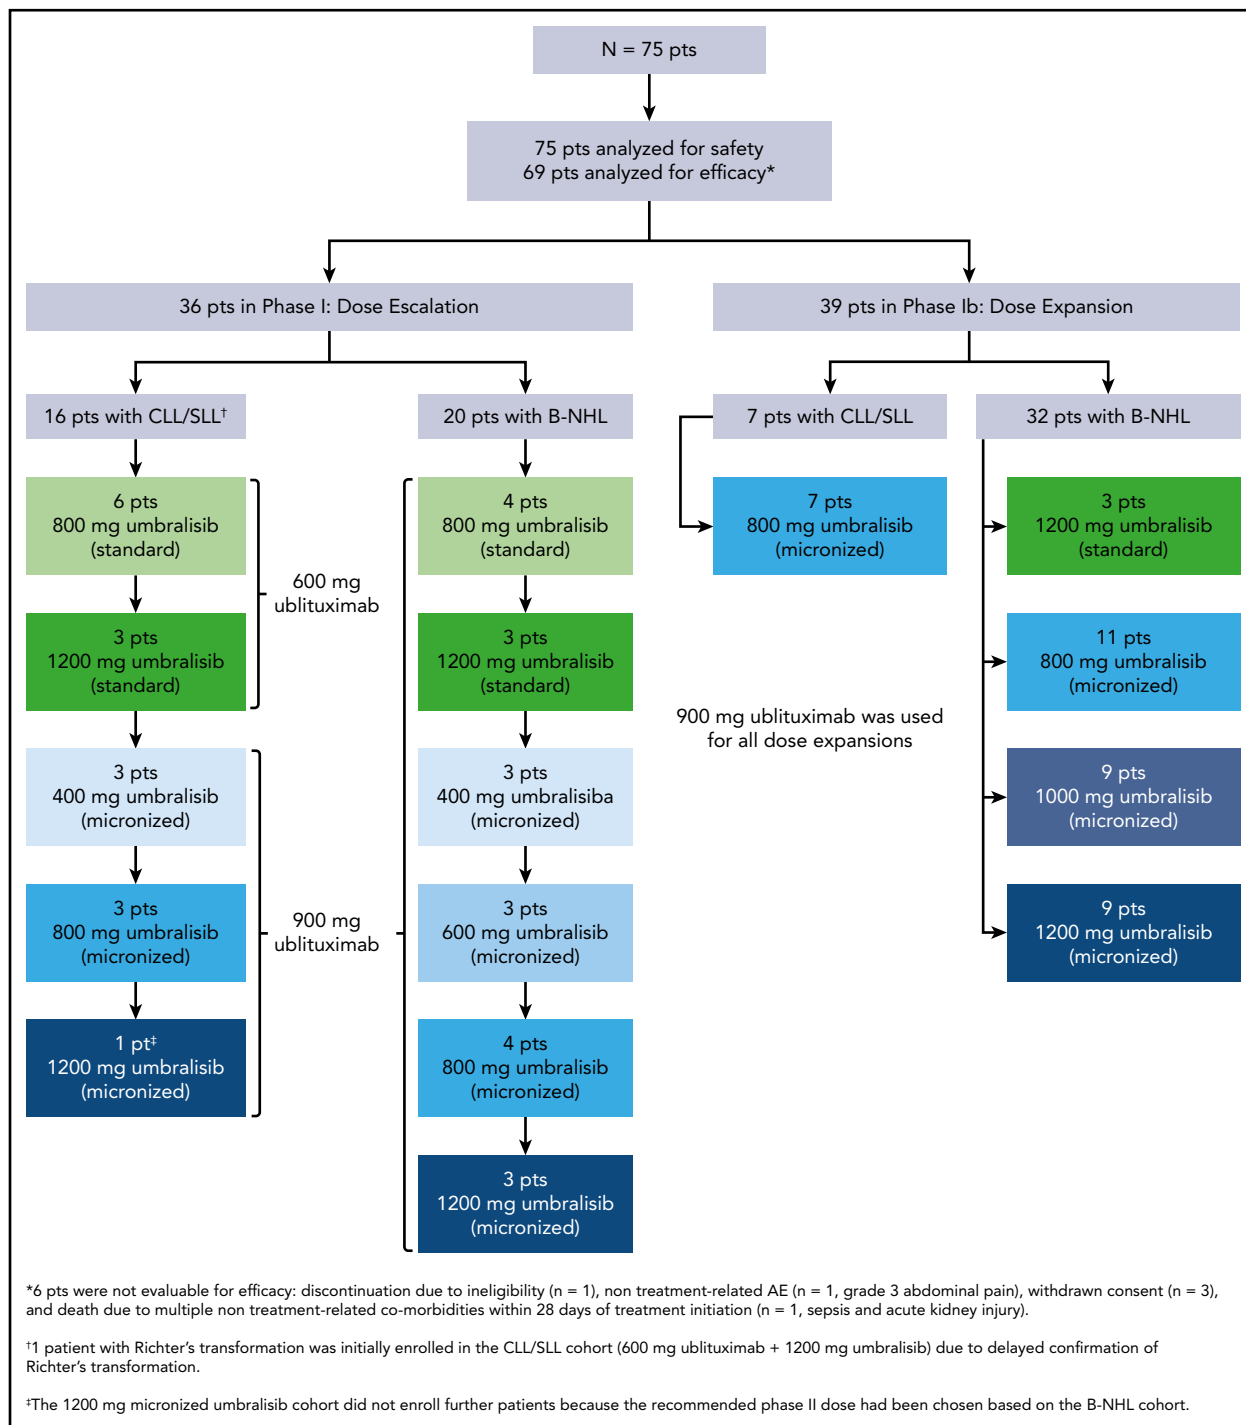 N = 75 pts
75 pts analyzed for safety
69 pts analyzed for efficacy*
36 pts in Phase I: Dose Escalation
39 pts in Phase Ib: Dose Expansion
16 pts with CLL/SLL†
20 pts with B-NHL
7 pts with CLL/SLL
32 pts with B-NHL
6 pts
800 mg umbralisib
(standard)
3 pts
1200 mg umbralisib
(standard)
600 mg
ublituximab
3 pts
400 mg umbralisib
(micronized)
3 pts
800 mg umbralisib
(micronized)
1 pt‡
1200 mg umbralisib
(micronized)
900 mg
ublituximab
4 pts
800 mg umbralisib
(standard)
3 pts
1200 mg umbralisib
(standard)
3 pts
400 mg umbralisiba
(micronized)
3 pts
600 mg umbralisib
(micronized)
4 pts
800 mg umbralisib
(micronized)
3 pts
1200 mg umbralisib
(micronized)
7 pts
800 mg umbralisib
(micronized)
900 mg ublituximab was used
for all dose expansions
3 pts
1200 mg umbralisib
(standard)
11 pts
800 mg umbralisib
(micronized)
9 pts
1000 mg umbralisib
(micronized)
9 pts
1200 mg umbralisib
(micronized)
*6 pts were not evaluable for efficacy: discontinuation due to ineligibility (n = 1), non treatment-related AE (n = 1, grade 3 abdominal pain), withdrawn consent (n = 3),
and death due to multiple non treatment-related co-morbidities within 28 days of treatment initiation (n = 1, sepsis and acute kidney injury).
†1 patient with Richter's transformation was initially enrolled in the CLL/SLL cohort (600 mg ublituximab + 1200 mg umbralisib) due to delayed confirmation of
Richter's transformation.
‡The 1200 mg micronized umbralisib cohort did not enroll further patients because the recommended phase II dose had been chosen based on the B-NHL cohort.